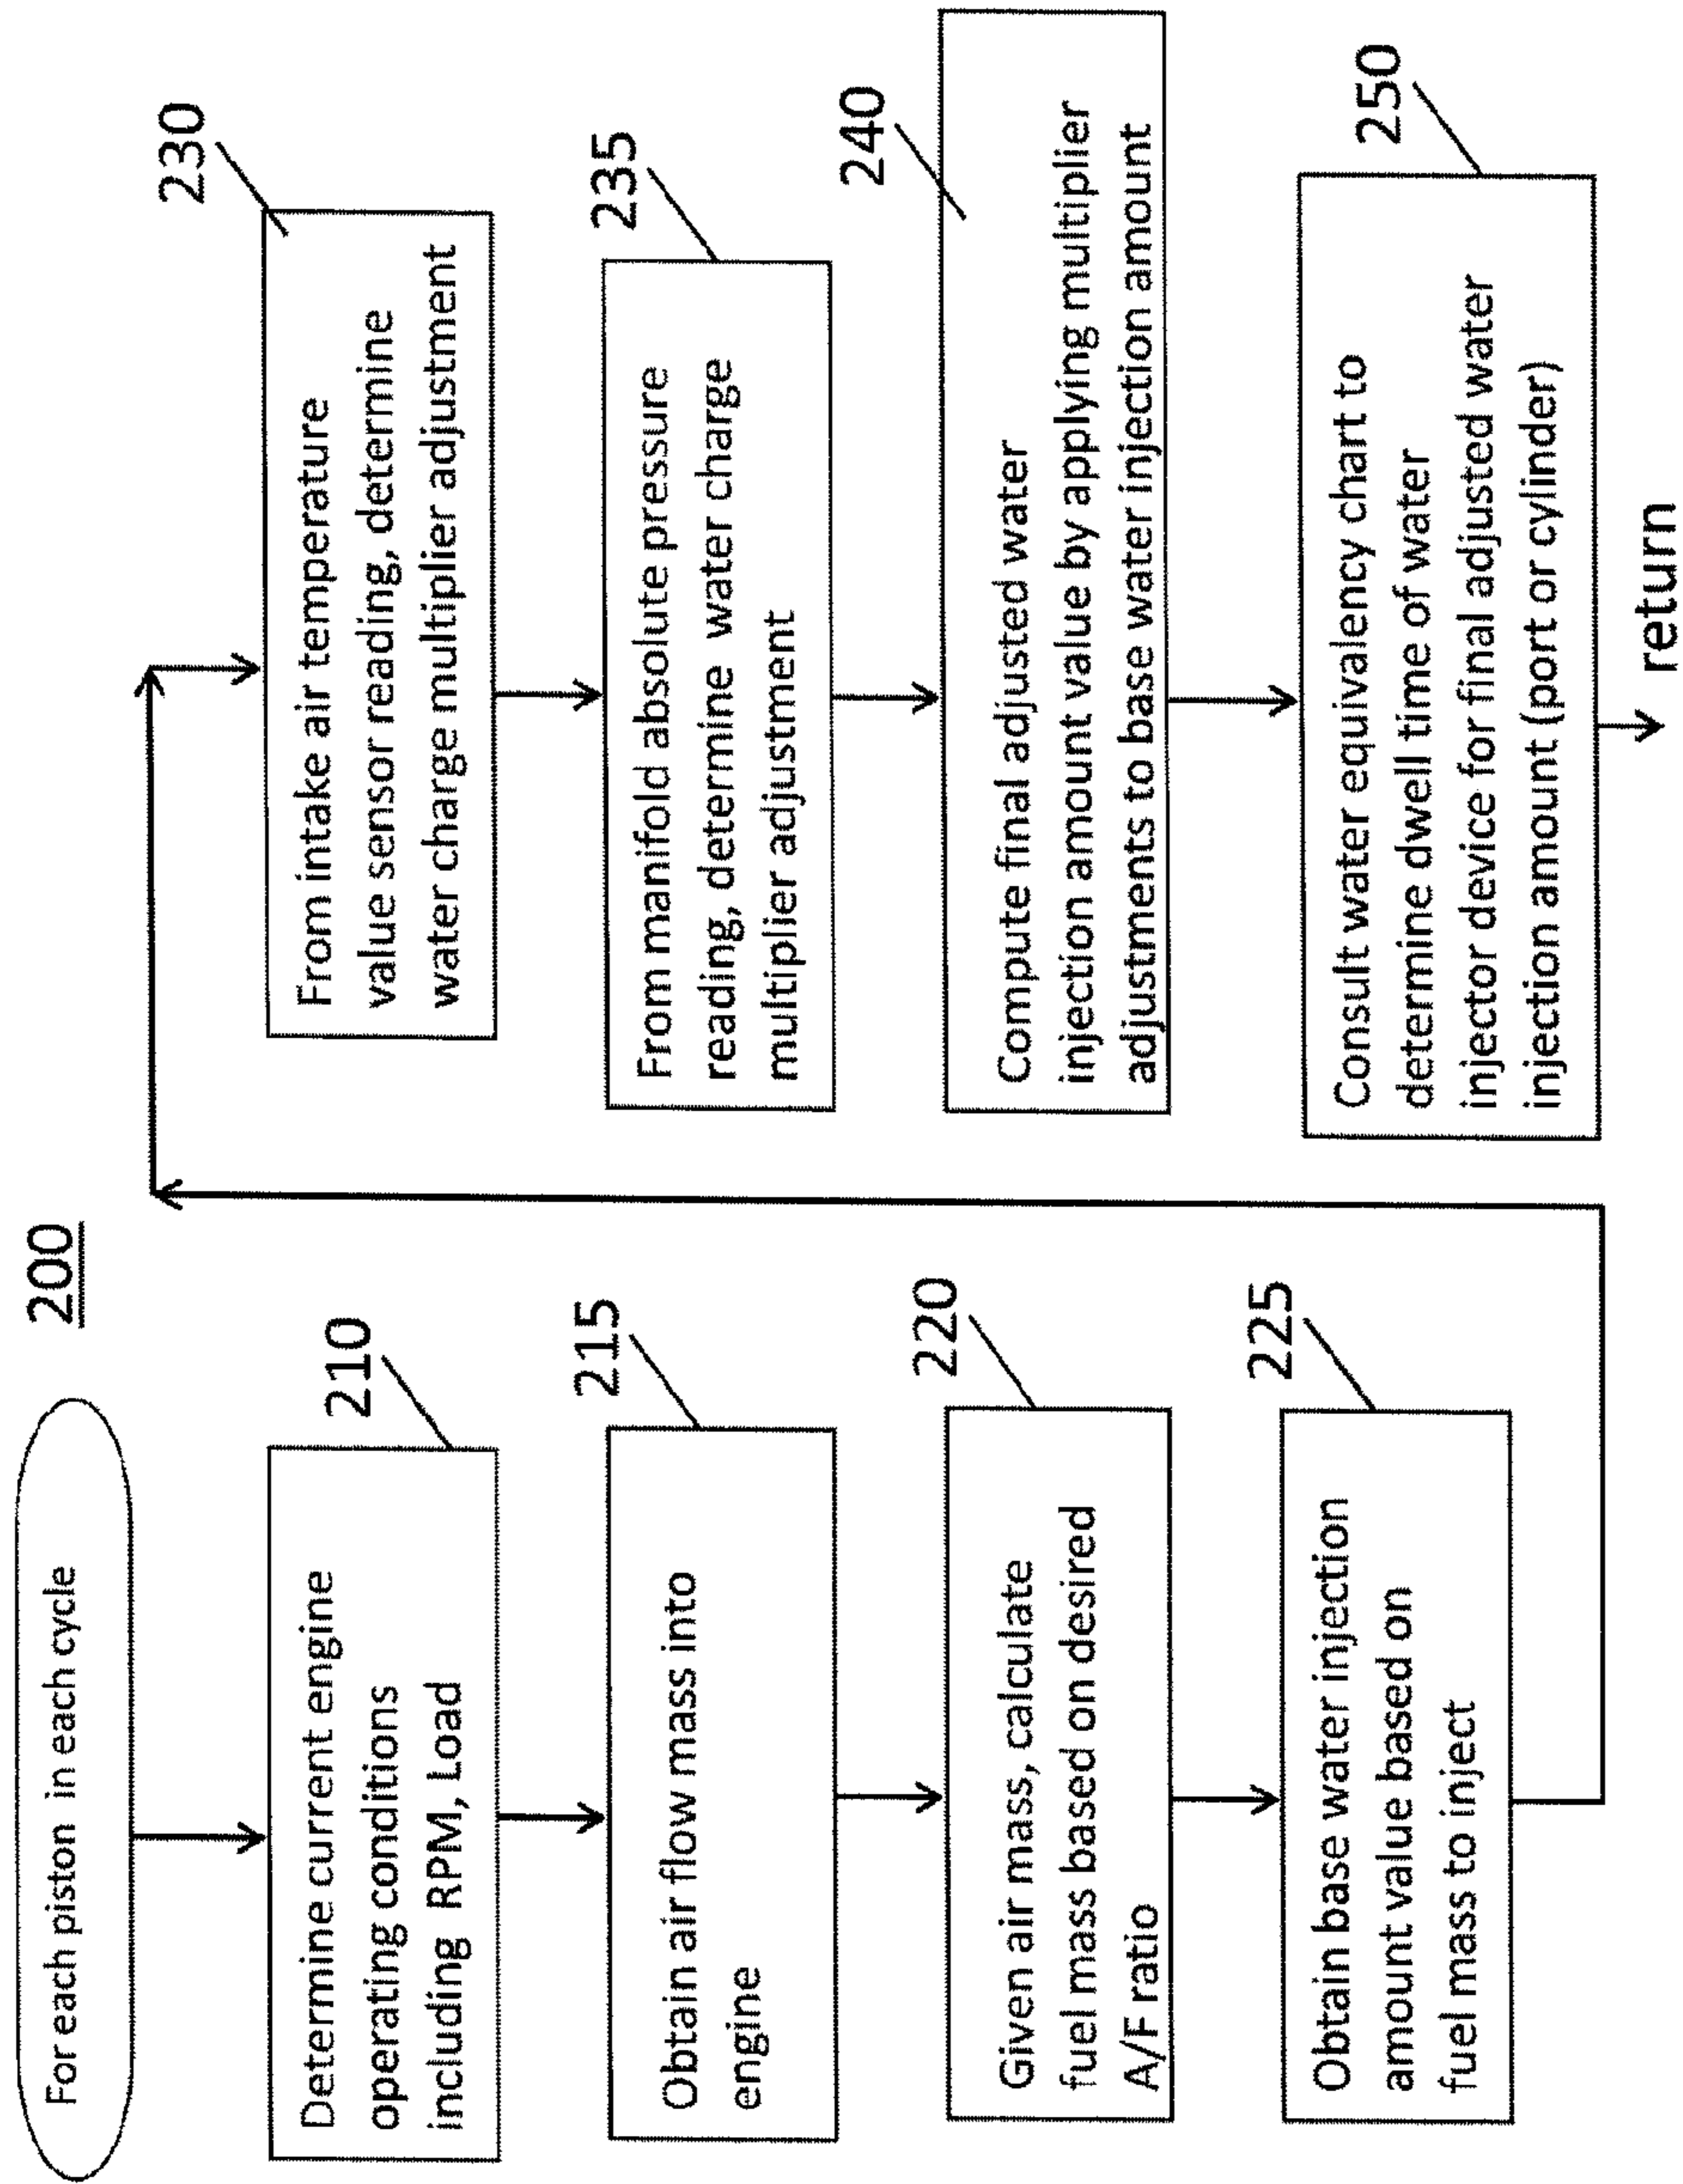 200
For each piston in each cycle
210
Determine current engine
operating conditions
including RPM, Load
215
Obtain air flow mass into
engine
220
Given air mass, calculate
fuel mass based on desired
A/F ratio
225
Obtain base water injection
amount value based on
fuel mass to inject
230
From intake air temperature
value sensor reading, determine
water charge multiplier adjustment
235
From manifold absolute pressure
reading, determine water charge
multiplier adjustment
240
Compute final adjusted water
injection amount value by applying multiplier
adjustments to base water injection amount
250
Consult water equivalency chart to
determine dwell time of water
injector device for final adjusted water
injection amount (port or cylinder)
return